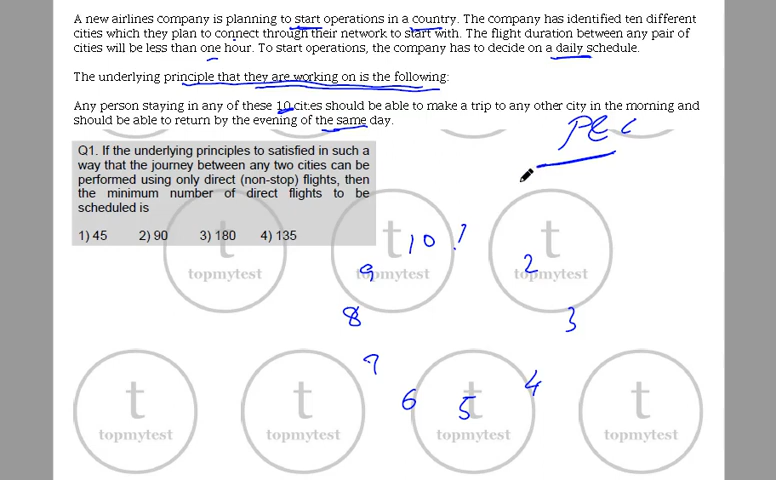 A new airlines company is planning to start operations in a country. The company has identified ten different
cities which they plan to connect through their network to start with. The flight duration between any pair of
cities will be less than one hour. To start operations, the company has to decide on a daily schedule.
The underlying principle that they are working on is the following:
Any person staying in any of these 10 cites should be able to make a trip to any other city in the morning and
should be able to return by the evening of the same day.
PEC
Q1. If the underlying principles to satisfied in such a
way that the journey between any two cities can be
performed using only direct (non-stop) flights, then
the minimum number of direct flights to be
scheduled is
1) 45 2) 90 3) 180 4) 135
10 1
9 2
8 3
7 4
6 5
t t t
topmytest topmytest topmytest
t t t t
topmytest topmytest topmytest topmytest